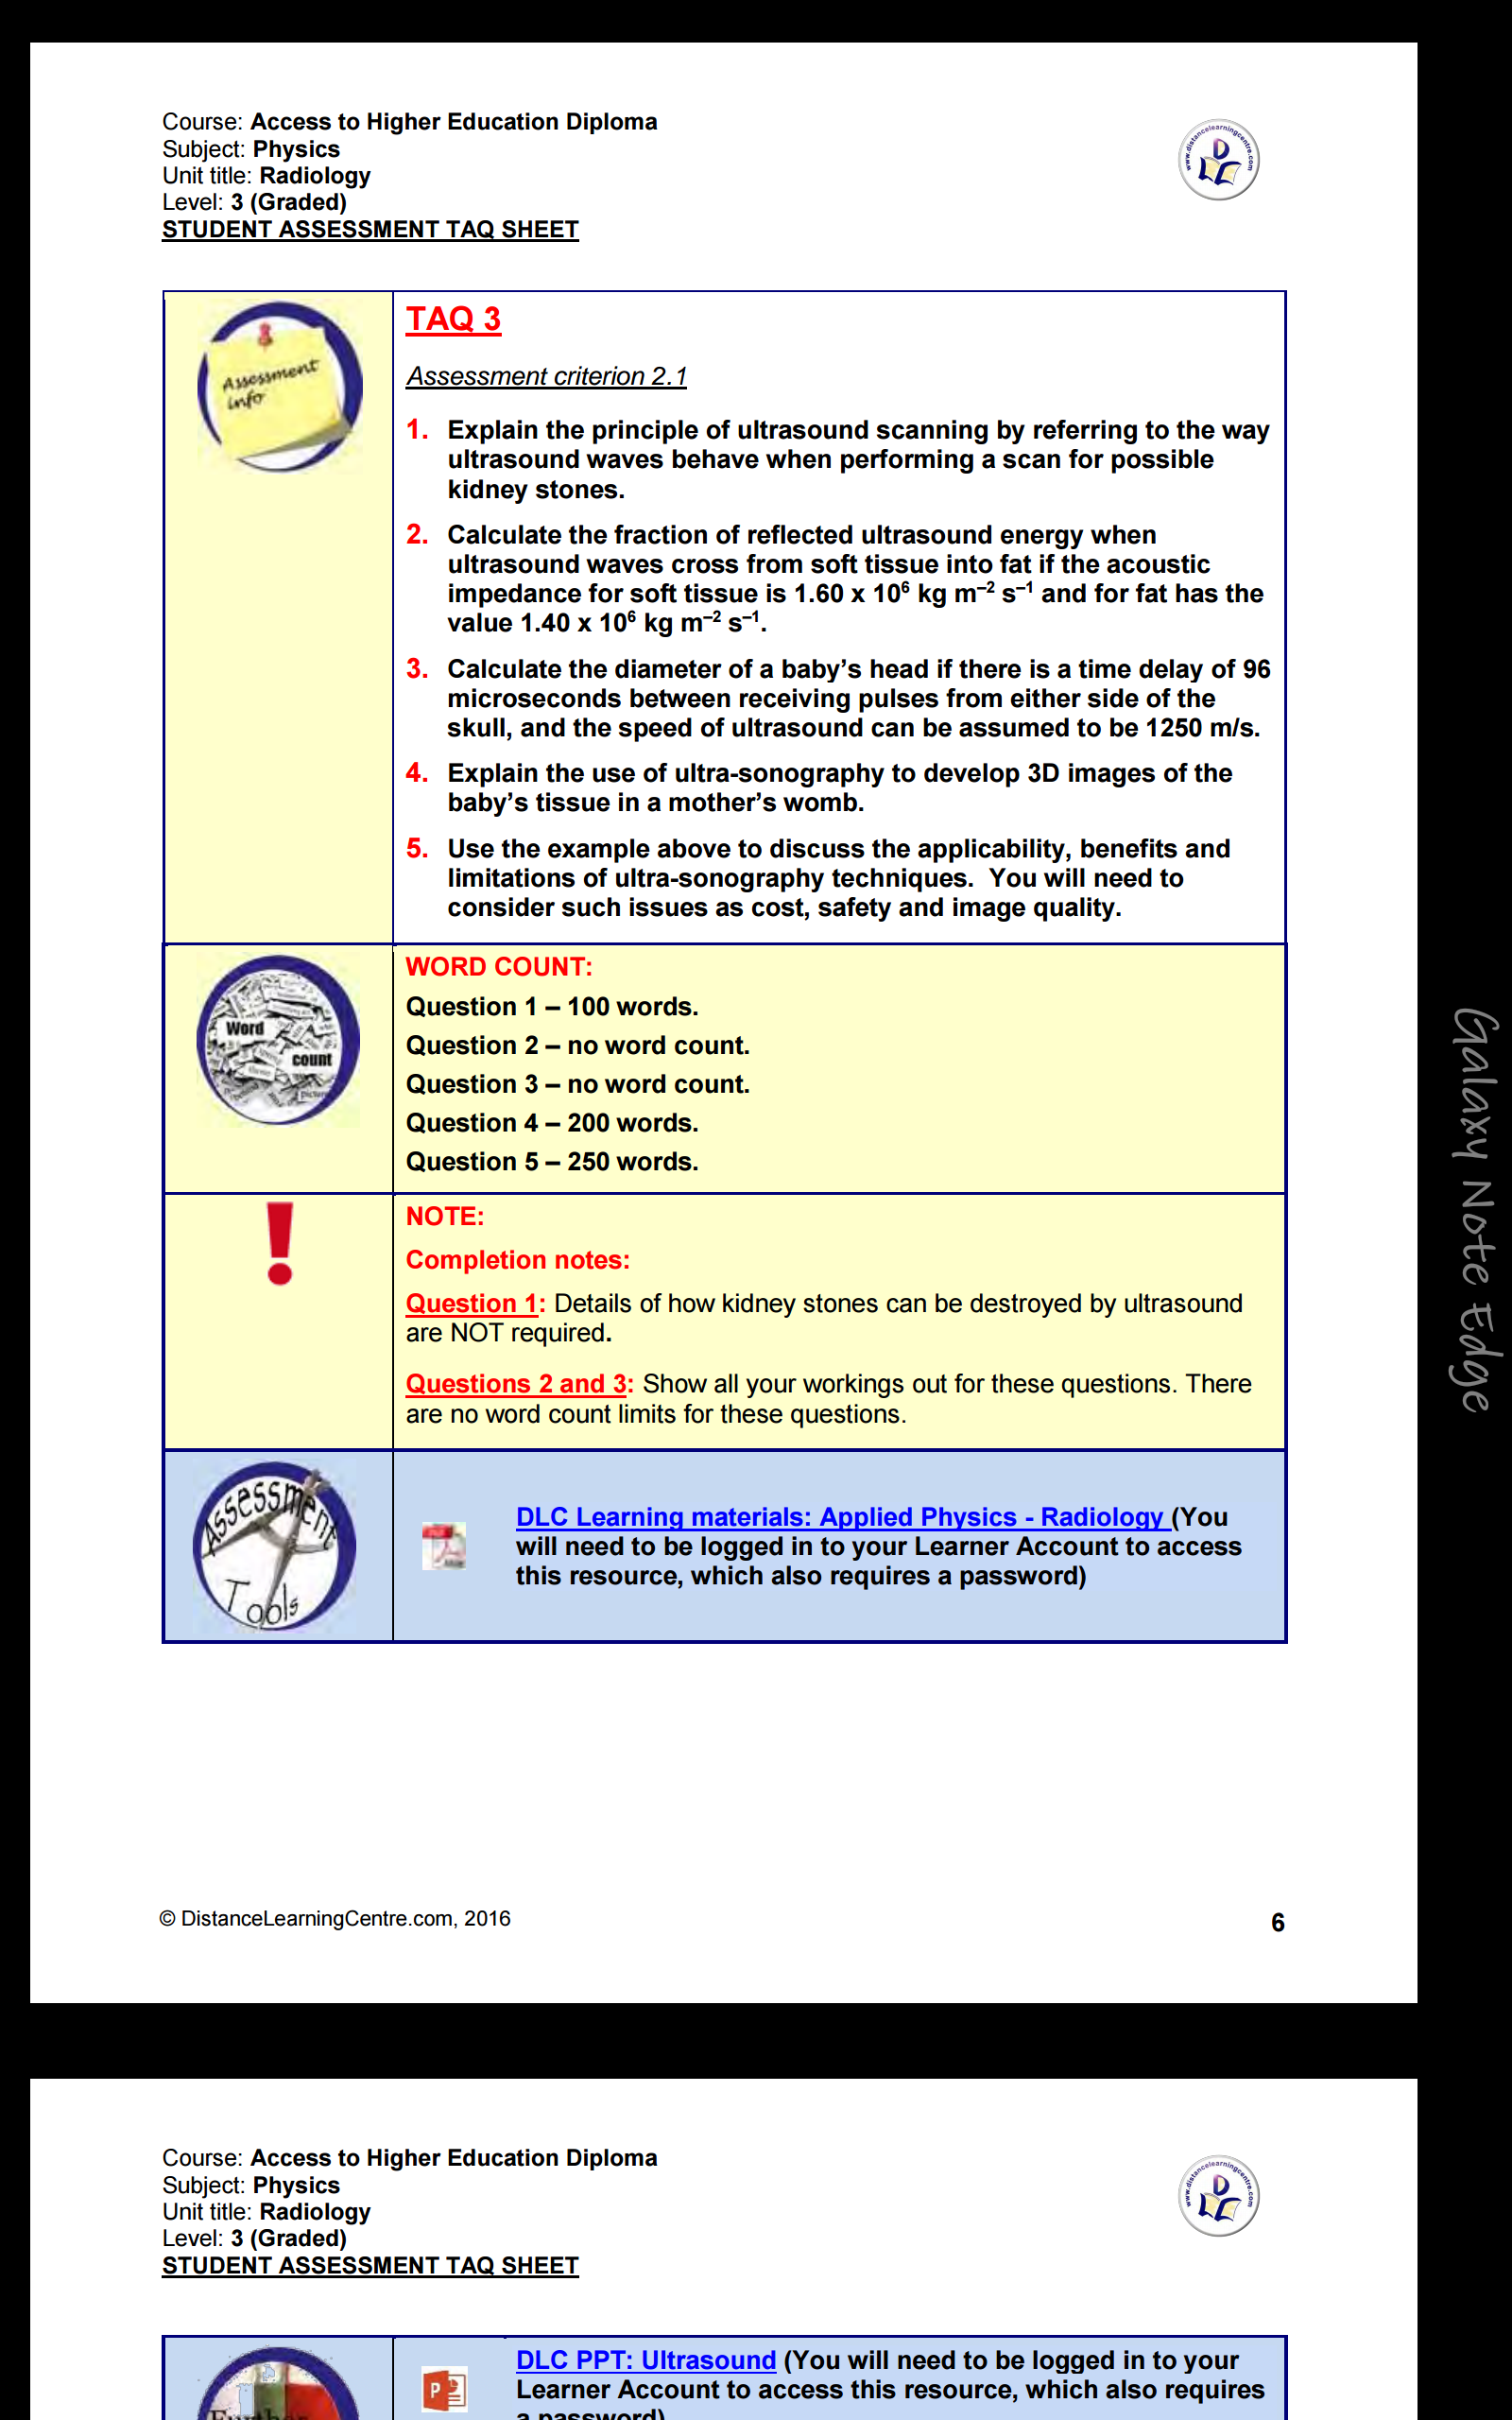 Course: Access to Higher Education Diploma
Subject: Physics
Unit title: Radiology
Level: 3 (Graded)
STUDENT ASSESSMENT TAQ SHEET
www.distancelearningcentre.com
D
Assessment
info
TAQ 3
Assessment criterion 2.1
1. Explain the principle of ultrasound scanning by referring to the way
ultrasound waves behave when performing a scan for possible
kidney stones.
2. Calculate the fraction of reflected ultrasound energy when
ultrasound waves cross from soft tissue into fat if the acoustic
impedance for soft tissue is 1.60 x 10⁶ kg m⁻² s⁻¹ and for fat has the
value 1.40 x 10⁶ kg m⁻² s⁻¹.
3. Calculate the diameter of a baby’s head if there is a time delay of 96
microseconds between receiving pulses from either side of the
skull, and the speed of ultrasound can be assumed to be 1250 m/s.
4. Explain the use of ultra-sonography to develop 3D images of the
baby’s tissue in a mother’s womb.
5. Use the example above to discuss the applicability, benefits and
limitations of ultra-sonography techniques.  You will need to
consider such issues as cost, safety and image quality.
Word
count
WORD COUNT:
Question 1 – 100 words.
Question 2 – no word count.
Question 3 – no word count.
Question 4 – 200 words.
Question 5 – 250 words.
!
NOTE:
Completion notes:
Question 1: Details of how kidney stones can be destroyed by ultrasound
are NOT required.
Questions 2 and 3: Show all your workings out for these questions. There
are no word count limits for these questions.
Assessment
Tools
DLC Learning materials: Applied Physics - Radiology (You
will need to be logged in to your Learner Account to access
this resource, which also requires a password)
© DistanceLearningCentre.com, 2016
6
Galaxy Note Edge
Course: Access to Higher Education Diploma
Subject: Physics
Unit title: Radiology
Level: 3 (Graded)
STUDENT ASSESSMENT TAQ SHEET
www.distancelearningcentre.com
D
Further
P
DLC PPT: Ultrasound (You will need to be logged in to your
Learner Account to access this resource, which also requires
a password)